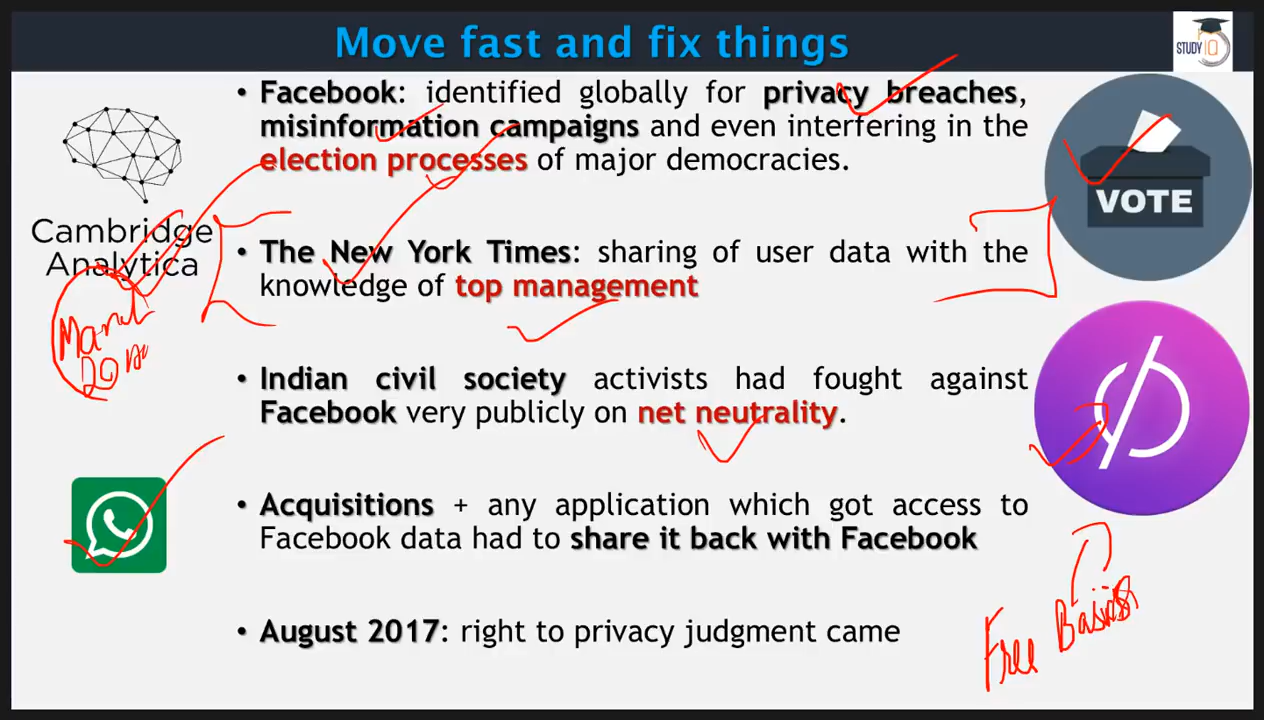 Move fast and fix things
STUDY IQ
• Facebook: identified globally for privacy breaches,
misinformation campaigns and even interfering in the
election processes of major democracies.
VOTE
Cambridge
Analytica
• The New York Times: sharing of user data with the
knowledge of top management
• Indian civil society activists had fought against
Facebook very publicly on net neutrality.
• Acquisitions + any application which got access to
Facebook data had to share it back with Facebook
• August 2017: right to privacy judgment came
Free Basics